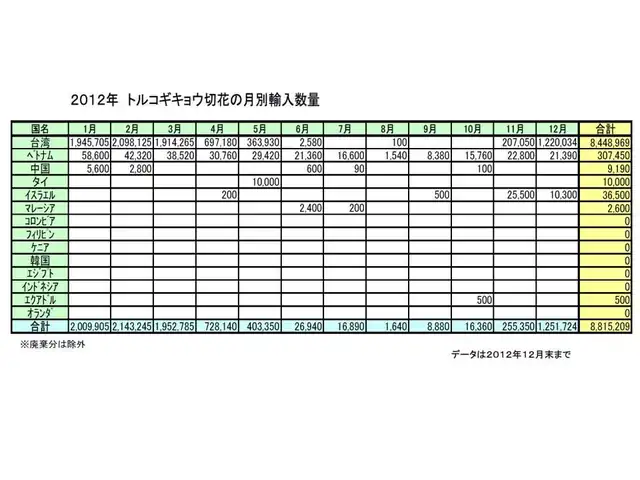 2012年 トルコギキョウ切花の月別輸入数量
国名 1月 2月 3月 4月 5月 6月 7月 8月 9月 10月 11月 12月 合計
台湾 1,945,705 2,098,125 1,914,265 697,180 363,930 2,580 100 207,050 1,220,034 8,448,969
ﾍﾞﾄﾅﾑ 58,600 42,320 38,520 30,760 29,420 21,360 16,600 1,540 8,380 15,760 22,800 21,390 307,450
中国 5,600 2,800 600 90 100 9,190
タイ 10,000 10,000
ｲｽﾗｴﾙ 200 500 25,500 10,300 36,500
ﾏﾚｰｼｱ 2,400 200 2,600
ｺﾛﾝﾋﾞｱ 0
ﾌｨﾘﾋﾟﾝ 0
ケニア 0
韓国 0
ｴｼﾞﾌﾟﾄ 0
ｲﾝﾄﾞﾈｼｱ 0
ｴｸｱﾄﾞﾙ 500 500
ｵﾗﾝﾀﾞ 0
合計 2,009,905 2,143,245 1,952,785 728,140 403,350 26,940 16,890 1,640 8,880 16,360 255,350 1,251,724 8,815,209
※廃棄分は除外
データは2012年12月末まで